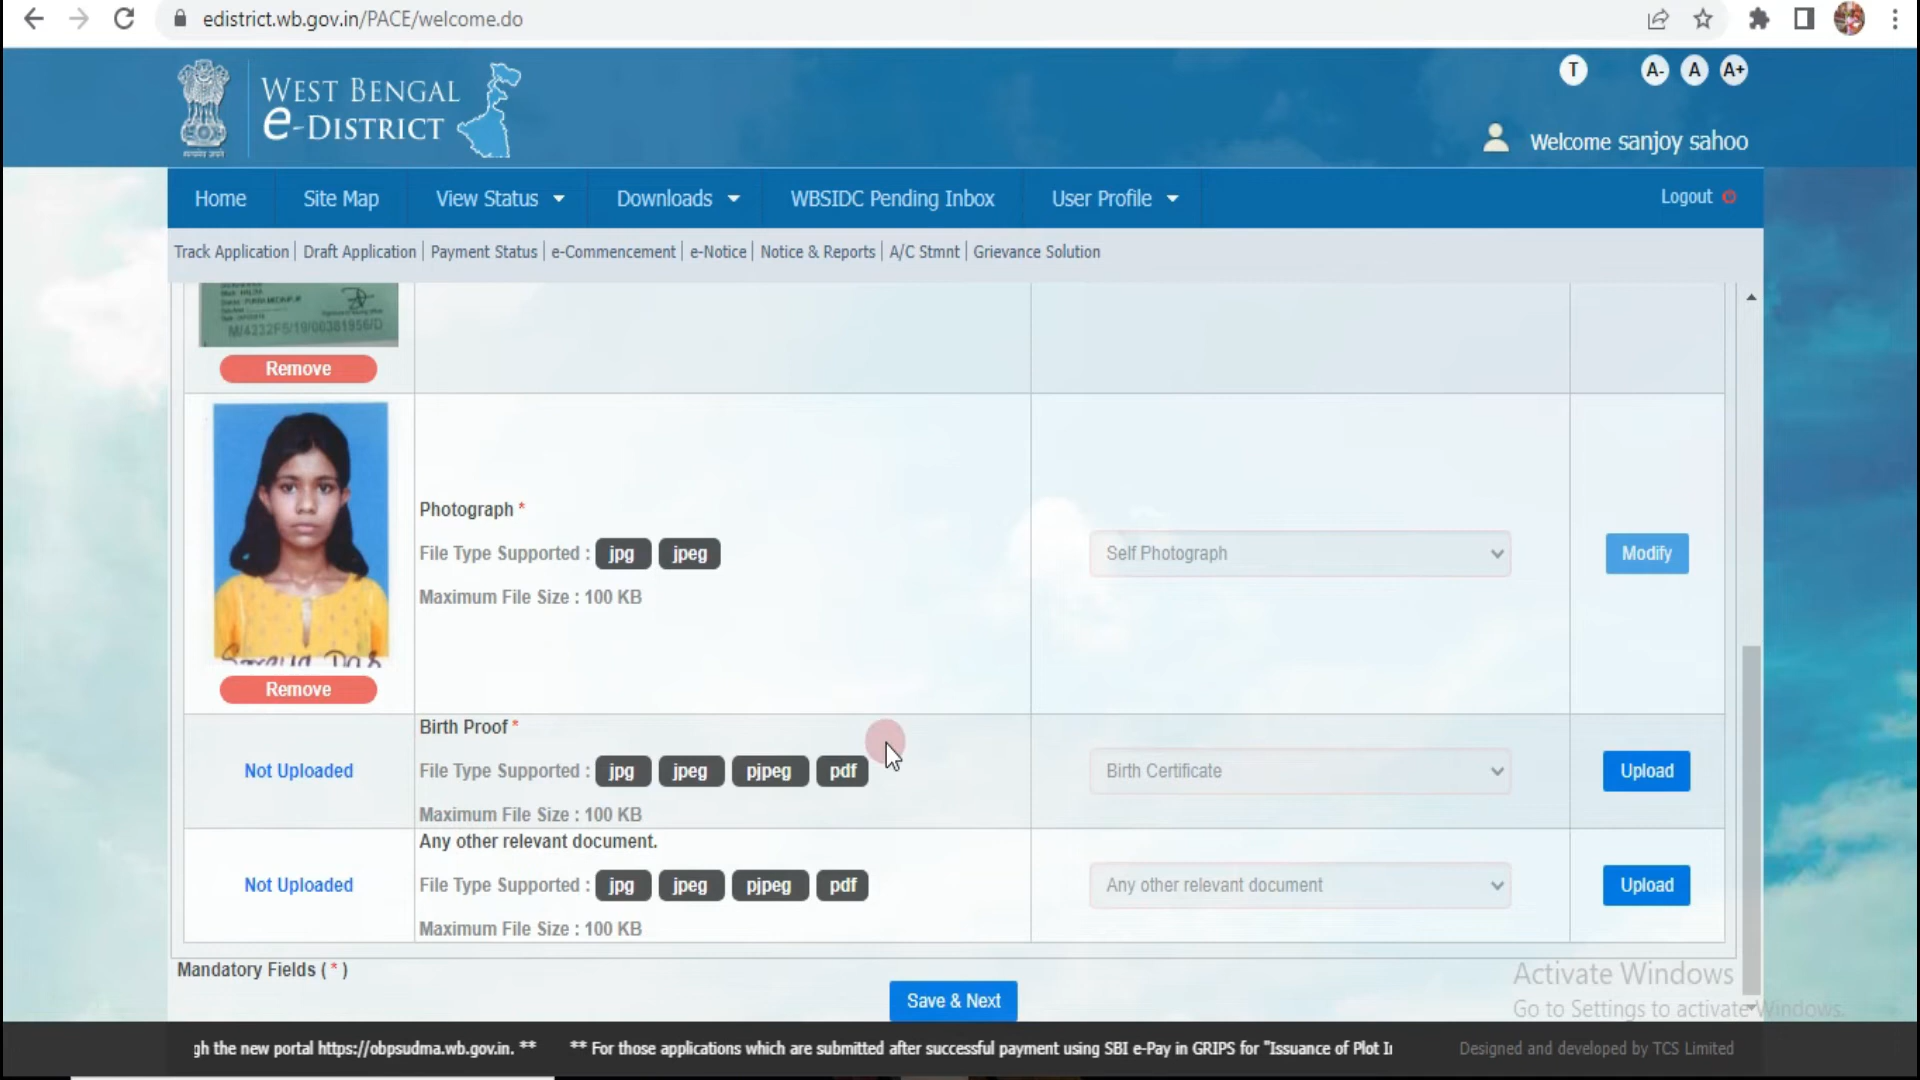 edistrict.wb.gov.in/PACE/welcome.do
T A- A A+
WEST BENGAL
e-DISTRICT
Welcome sanjoy sahoo
Home Site Map View Status Downloads WBSIDC Pending Inbox User Profile Logout
Track Application | Draft Application | Payment Status | e-Commencement | e-Notice | Notice & Reports | A/C Stmnt | Grievance Solution
M/4232F5/19/00381956/D
Remove
Photograph *
File Type Supported : jpg jpeg
Self Photograph
Modify
Maximum File Size : 100 KB
Das
Remove
Birth Proof *
Not Uploaded
File Type Supported : jpg jpeg pjpeg pdf
Birth Certificate
Upload
Maximum File Size : 100 KB
Any other relevant document.
Not Uploaded
File Type Supported : jpg jpeg pjpeg pdf
Any other relevant document
Upload
Maximum File Size : 100 KB
Mandatory Fields ( * )
Save & Next
Activate Windows
Go to Settings to activate Windows.
gh the new portal https://obpsudma.wb.gov.in. ** ** For those applications which are submitted after successful payment using SBI e-Pay in GRIPS for "Issuance of Plot In
Designed and developed by TCS Limited